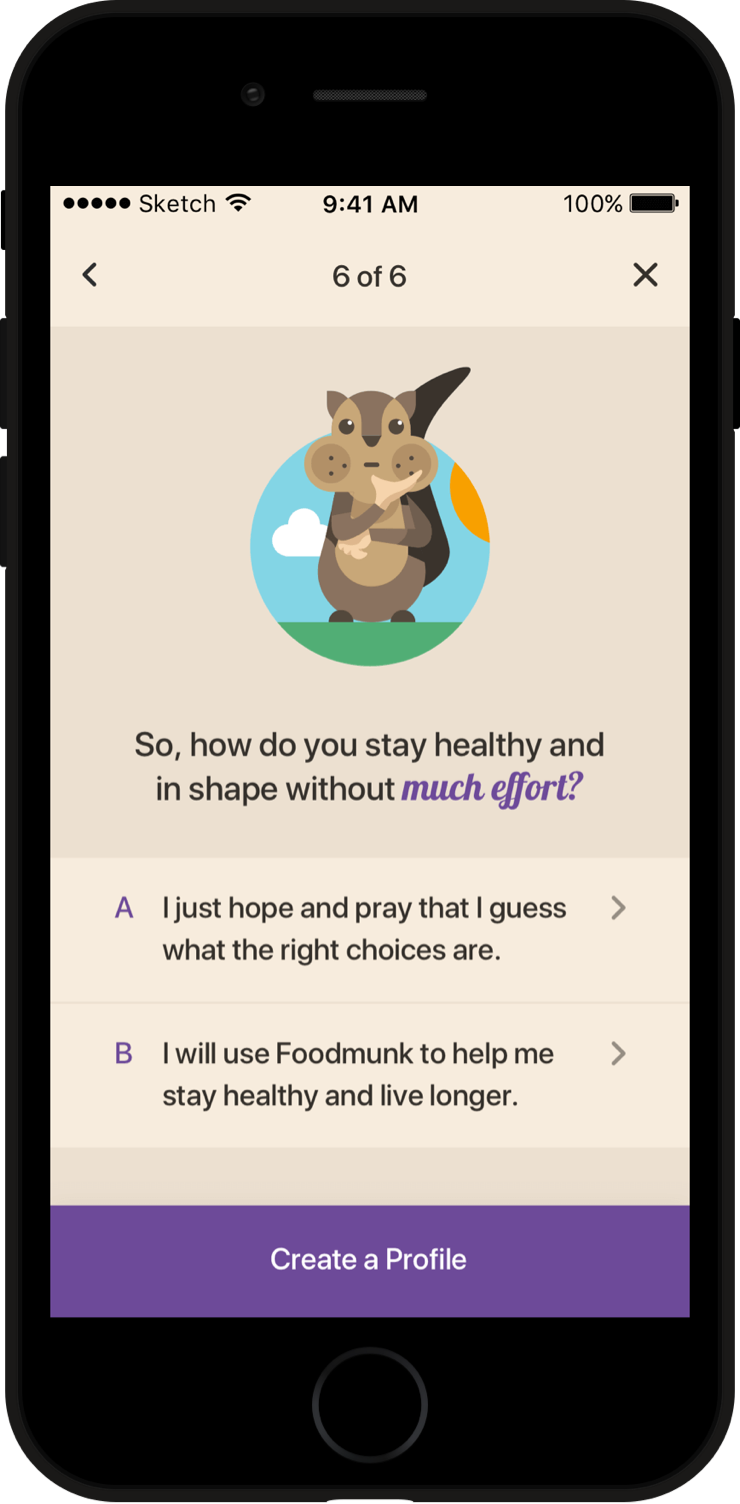 Sketch 9:41 AM 100%
6 of 6
So, how do you stay healthy and
in shape without much effort?
A I just hope and pray that I guess
what the right choices are.
B I will use Foodmunk to help me
stay healthy and live longer.
Create a Profile